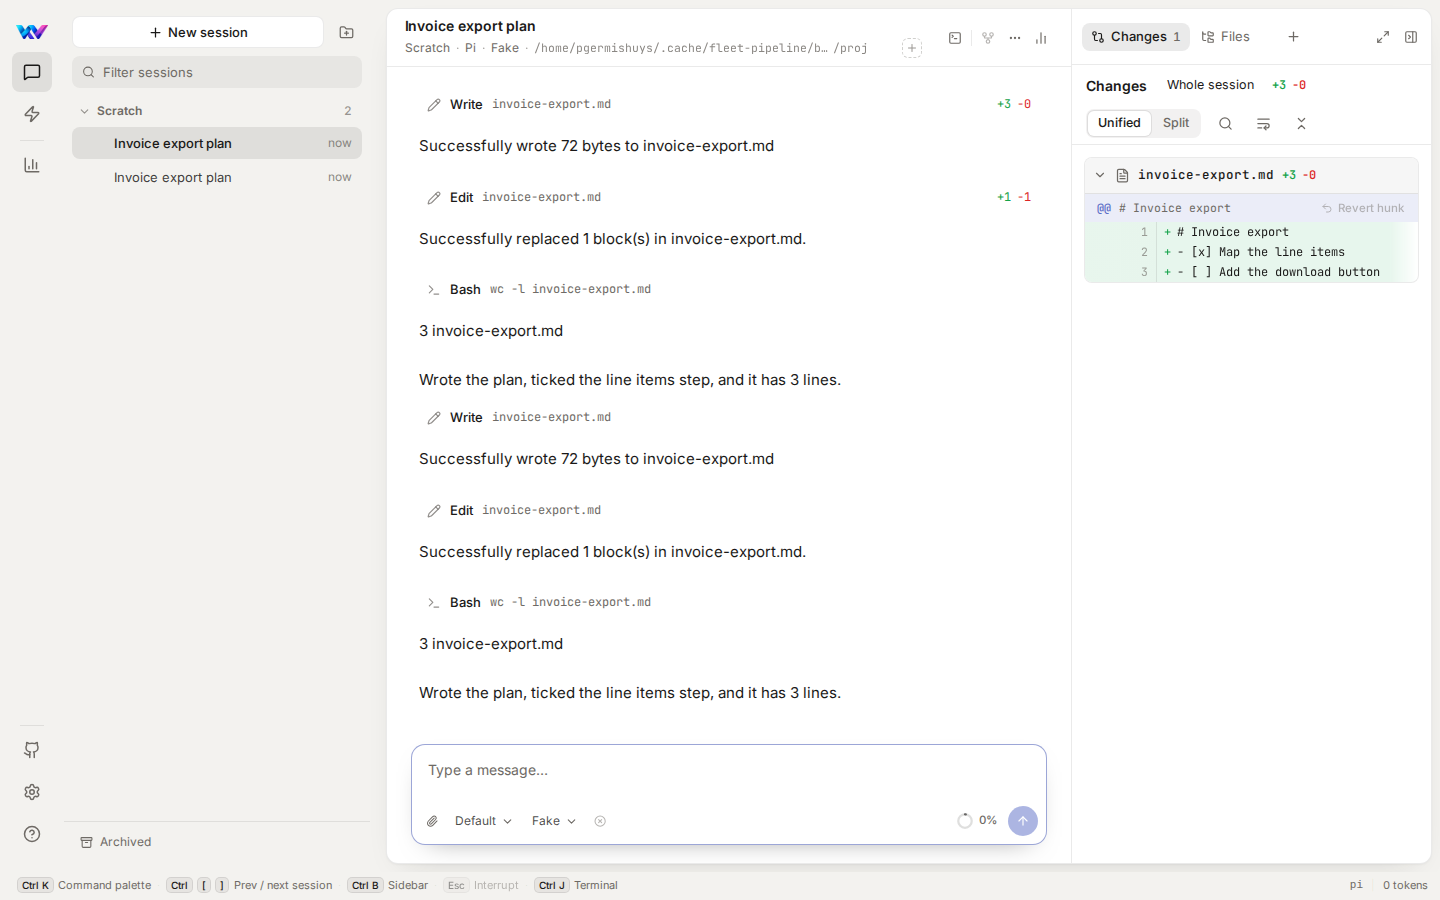 New session
Filter sessions
Scratch 2
Invoice export plan now
Invoice export plan now
Archived
Invoice export plan
Scratch · Pi · Fake · /home/pgermishuys/.cache/fleet-pipeline/b… /proj
Write invoice-export.md +3 -0
Successfully wrote 72 bytes to invoice-export.md
Edit invoice-export.md +1 -1
Successfully replaced 1 block(s) in invoice-export.md.
Bash wc -l invoice-export.md
3 invoice-export.md
Wrote the plan, ticked the line items step, and it has 3 lines.
Write invoice-export.md
Successfully wrote 72 bytes to invoice-export.md
Edit invoice-export.md
Successfully replaced 1 block(s) in invoice-export.md.
Bash wc -l invoice-export.md
3 invoice-export.md
Wrote the plan, ticked the line items step, and it has 3 lines.
Type a message...
Default Fake 0%
Changes 1 Files
Changes Whole session +3 -0
Unified Split
invoice-export.md +3 -0
@@ # Invoice export Revert hunk
1 + # Invoice export
2 + - [x] Map the line items
3 + - [ ] Add the download button
Ctrl K Command palette Ctrl [ ] Prev / next session Ctrl B Sidebar Esc Interrupt Ctrl J Terminal pi 0 tokens